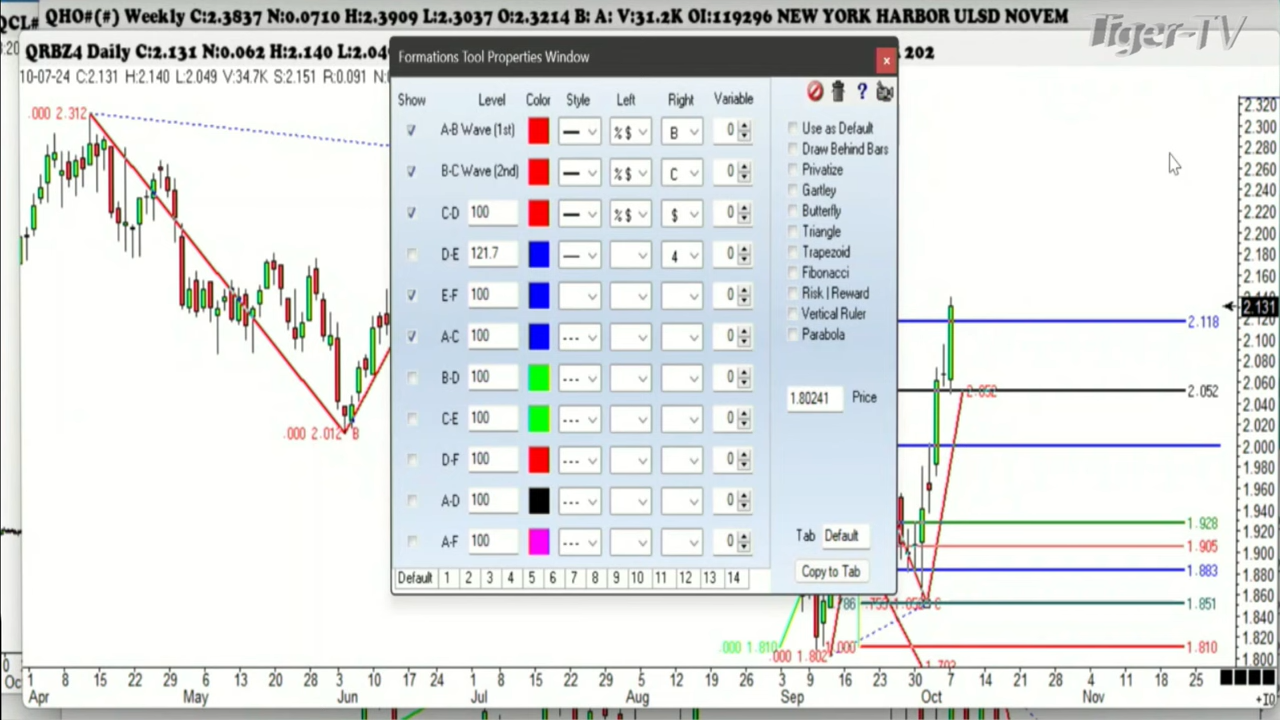 QCL#(
QHO#(#) Weekly C:2.3837 N:0.0710 H:2.3909 L:2.3037 O:2.3214 B: A: V:31.2K OI:119296 NEW YORK HARBOR ULSD NOVEM
Tiger-TV
QRBZ4 Daily C:2.131 N:0.062 H:2.140 L:2.04
202
10-07-24 C:2.131 H:2.140 L:2.049 V:34.7K S:2.151 R:0.091
Formations Tool Properties Window
Show Level Color Style Left Right Variable
A-B Wave (1st) %$ B 0
B-C Wave (2nd) %$ C 0
C-D 100 %$ $ 0
D-E 121.7 4 0
E-F 100 0
A-C 100 0
B-D 100 0
C-E 100 0
D-F 100 0
A-D 100 0
A-F 100 0
Default 1 2 3 4 5 6 7 8 9 10 11 12 13 14
Use as Default
Draw Behind Bars
Privatize
Gartley
Butterfly
Triangle
Trapezoid
Fibonacci
Risk | Reward
Vertical Ruler
Parabola
1.80241 Price
Tab Default
Copy to Tab
.000 2.312
.000 2.012 B
.000 1.810
.000 1.802
1.000
2.052
2.118
2.052
2.000
1.928
1.905
1.883
1.851
1.810
2.320
2.300
2.280
2.260
2.240
2.220
2.200
2.180
2.160
2.131
2.120
2.100
2.080
2.060
2.040
2.020
2.000
1.980
1.960
1.940
1.920
1.900
1.880
1.860
1.840
1.820
1.800
1 8 15 22 29 6 13 20 28 3 10 17 24 1 8 15 22 29 5 12 19 26 3 9 16 23 30 7 14 21 28 4 11 18 25
Apr May Jun Jul Aug Sep Oct Nov